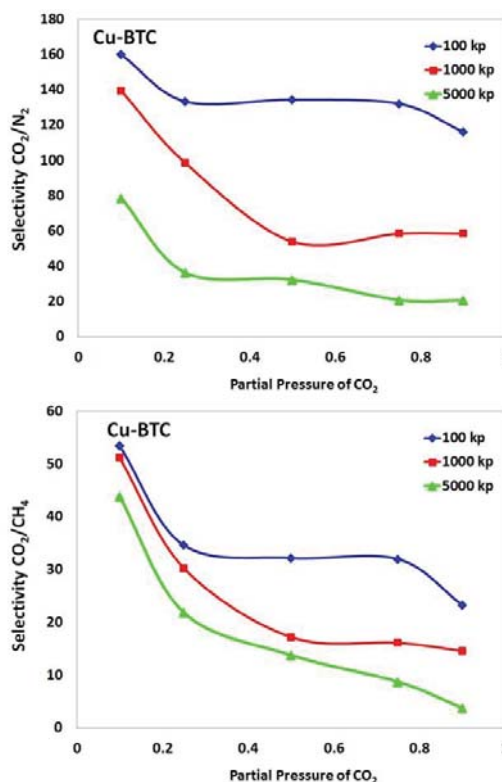 Cu-BTC
100 kp
1000 kp
5000 kp
Selectivity CO₂/N₂
180
160
140
120
100
80
60
40
20
0
0 0.2 0.4 0.6 0.8
Partial Pressure of CO₂
Cu-BTC
100 kp
1000 kp
5000 kp
Selectivity CO₂/CH₄
60
50
40
30
20
10
0
0 0.2 0.4 0.6 0.8
Partial Pressure of CO₂